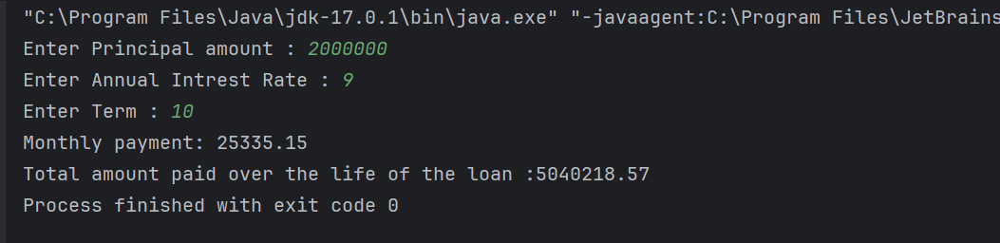 "C:\Program Files\Java\jdk-17.0.1\bin\java.exe" "-javaagent:C:\Program Files\JetBrains
Enter Principal amount : 2000000
Enter Annual Intrest Rate : 9
Enter Term : 10
Monthly payment: 25335.15
Total amount paid over the life of the loan :5040218.57
Process finished with exit code 0